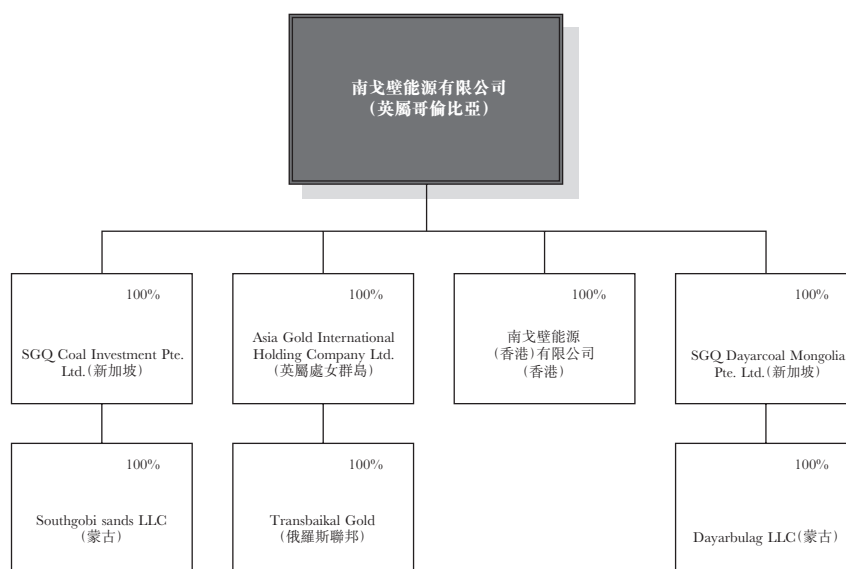 南戈壁能源有限公司
(英屬哥倫比亞)
100%
SGQ Coal Investment Pte.
Ltd.(新加坡)
100%
Asia Gold International
Holding Company Ltd.
(英屬處女群島)
100%
南戈壁能源
(香港)有限公司
(香港)
100%
SGQ Dayarcoal Mongolia
Pte. Ltd.(新加坡)
100%
Southgobi sands LLC
(蒙古)
100%
Transbaikal Gold
(俄羅斯聯邦)
100%
Dayarbulag LLC(蒙古)